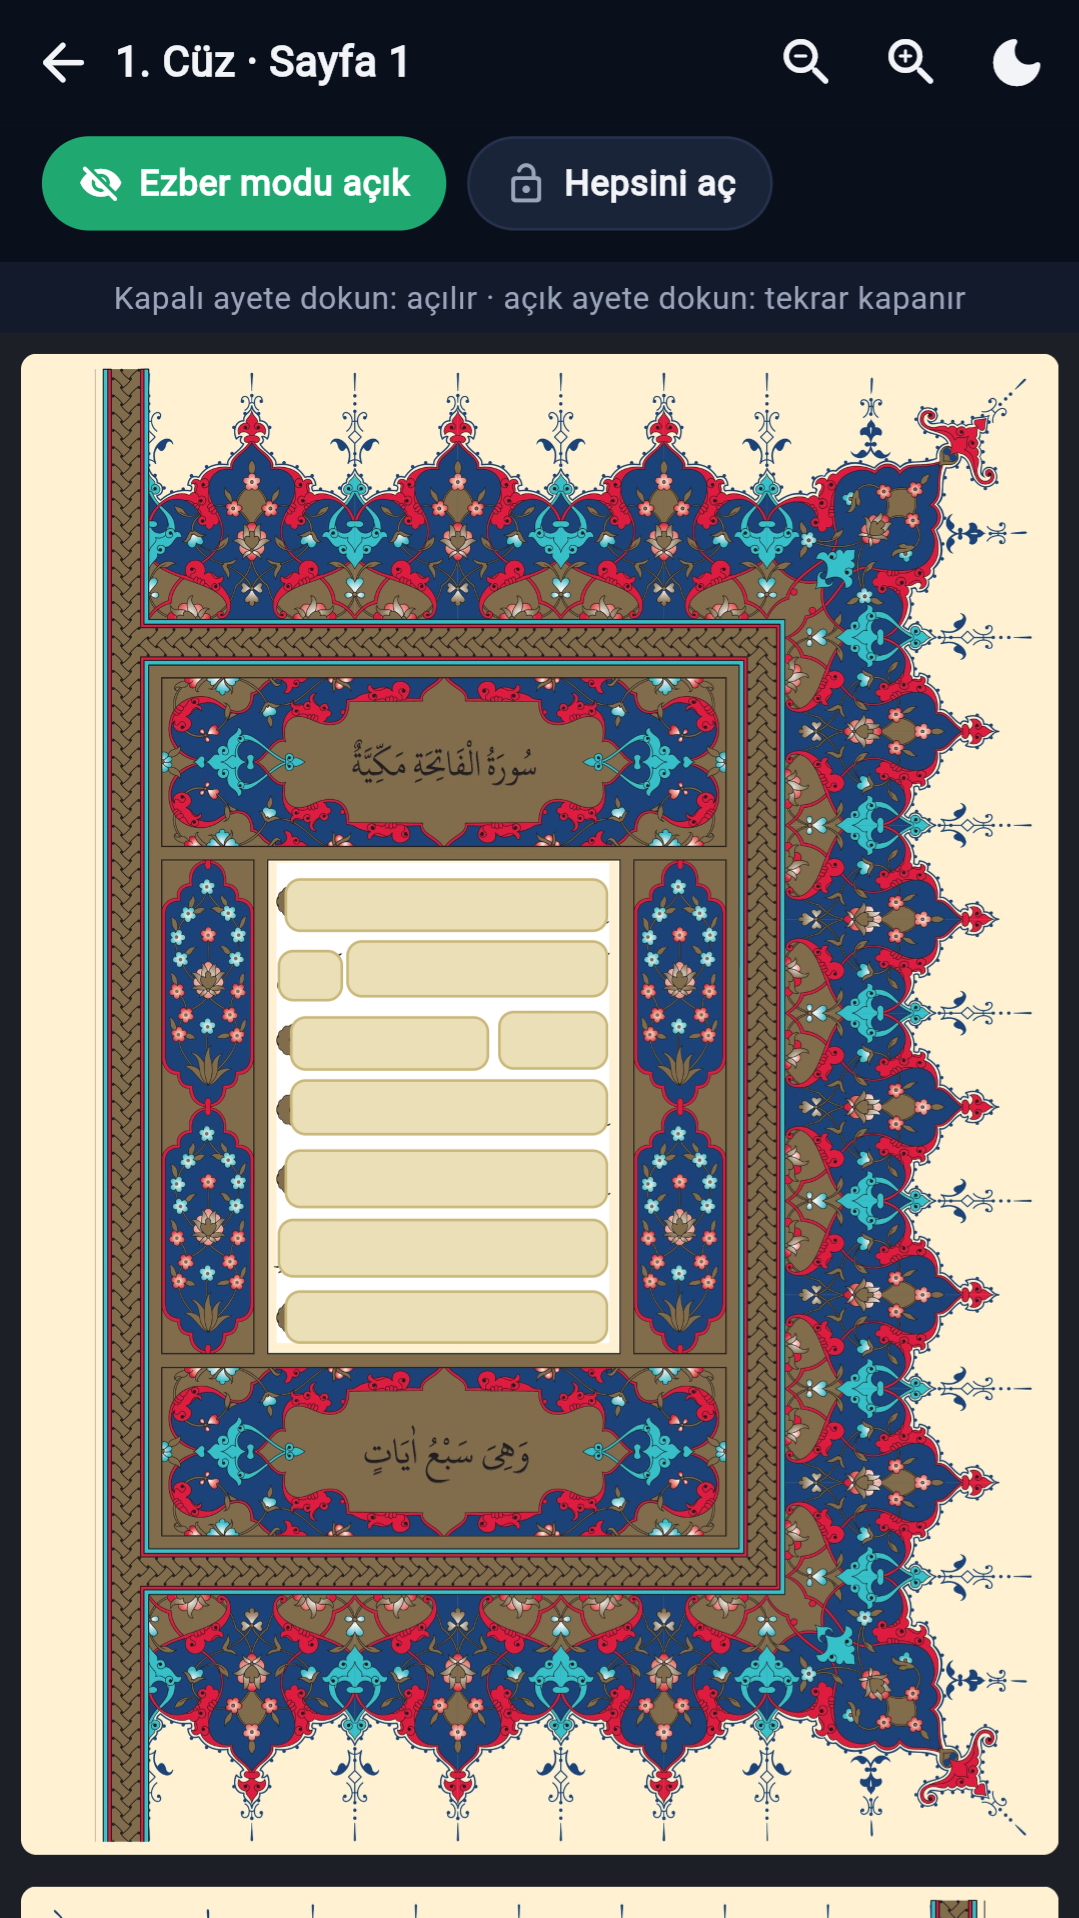 1. Cüz · Sayfa 1
Ezber modu açık
Hepsini aç
Kapalı ayete dokun: açılır · açık ayete dokun: tekrar kapanır
سُورَةُ الْفَاتِحَةِ مَكِّيَّةٌ
وَهِىَ سَبْعُ اٰيَاتٍ